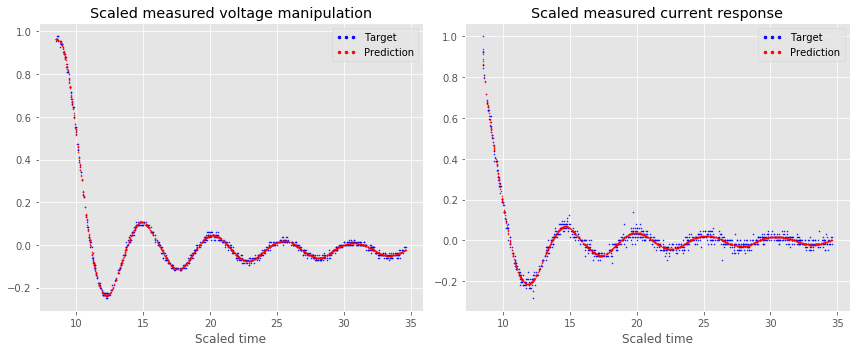 Scaled measured voltage manipulation
1.0
0.8
0.6
0.4
0.2
0.0
−0.2
10 15 20 25 30 35
Scaled time
Target
Prediction
Scaled measured current response
1.0
0.8
0.6
0.4
0.2
0.0
−0.2
10 15 20 25 30 35
Scaled time
Target
Prediction